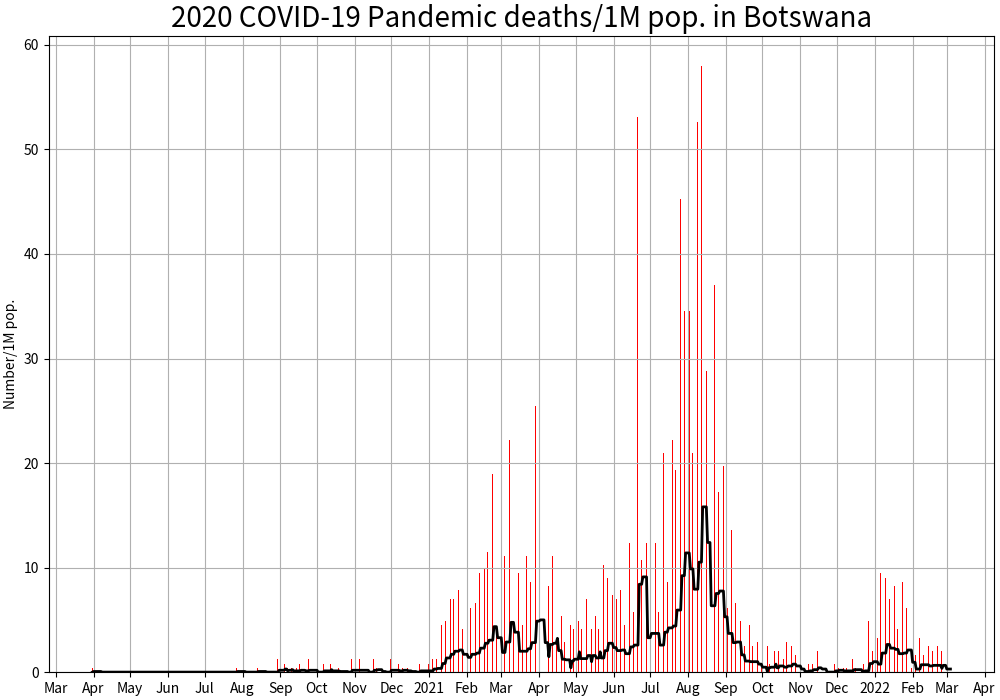 2020 COVID-19 Pandemic deaths/1M pop. in Botswana
Number/1M pop.
60
50
40
30
20
10
0
Mar Apr May Jun Jul Aug Sep Oct Nov Dec 2021 Feb Mar Apr May Jun Jul Aug Sep Oct Nov Dec 2022 Feb Mar Apr